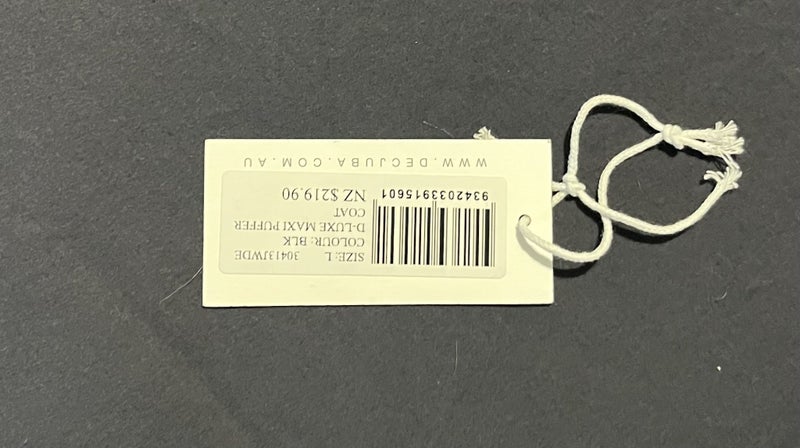 SIZE: L 30413JWDE
COLOUR: BLK
D-LUXE MAXI PUFFER
COAT
NZ $219.90
9342033915601
WWW.DECJUBA.COM.AU